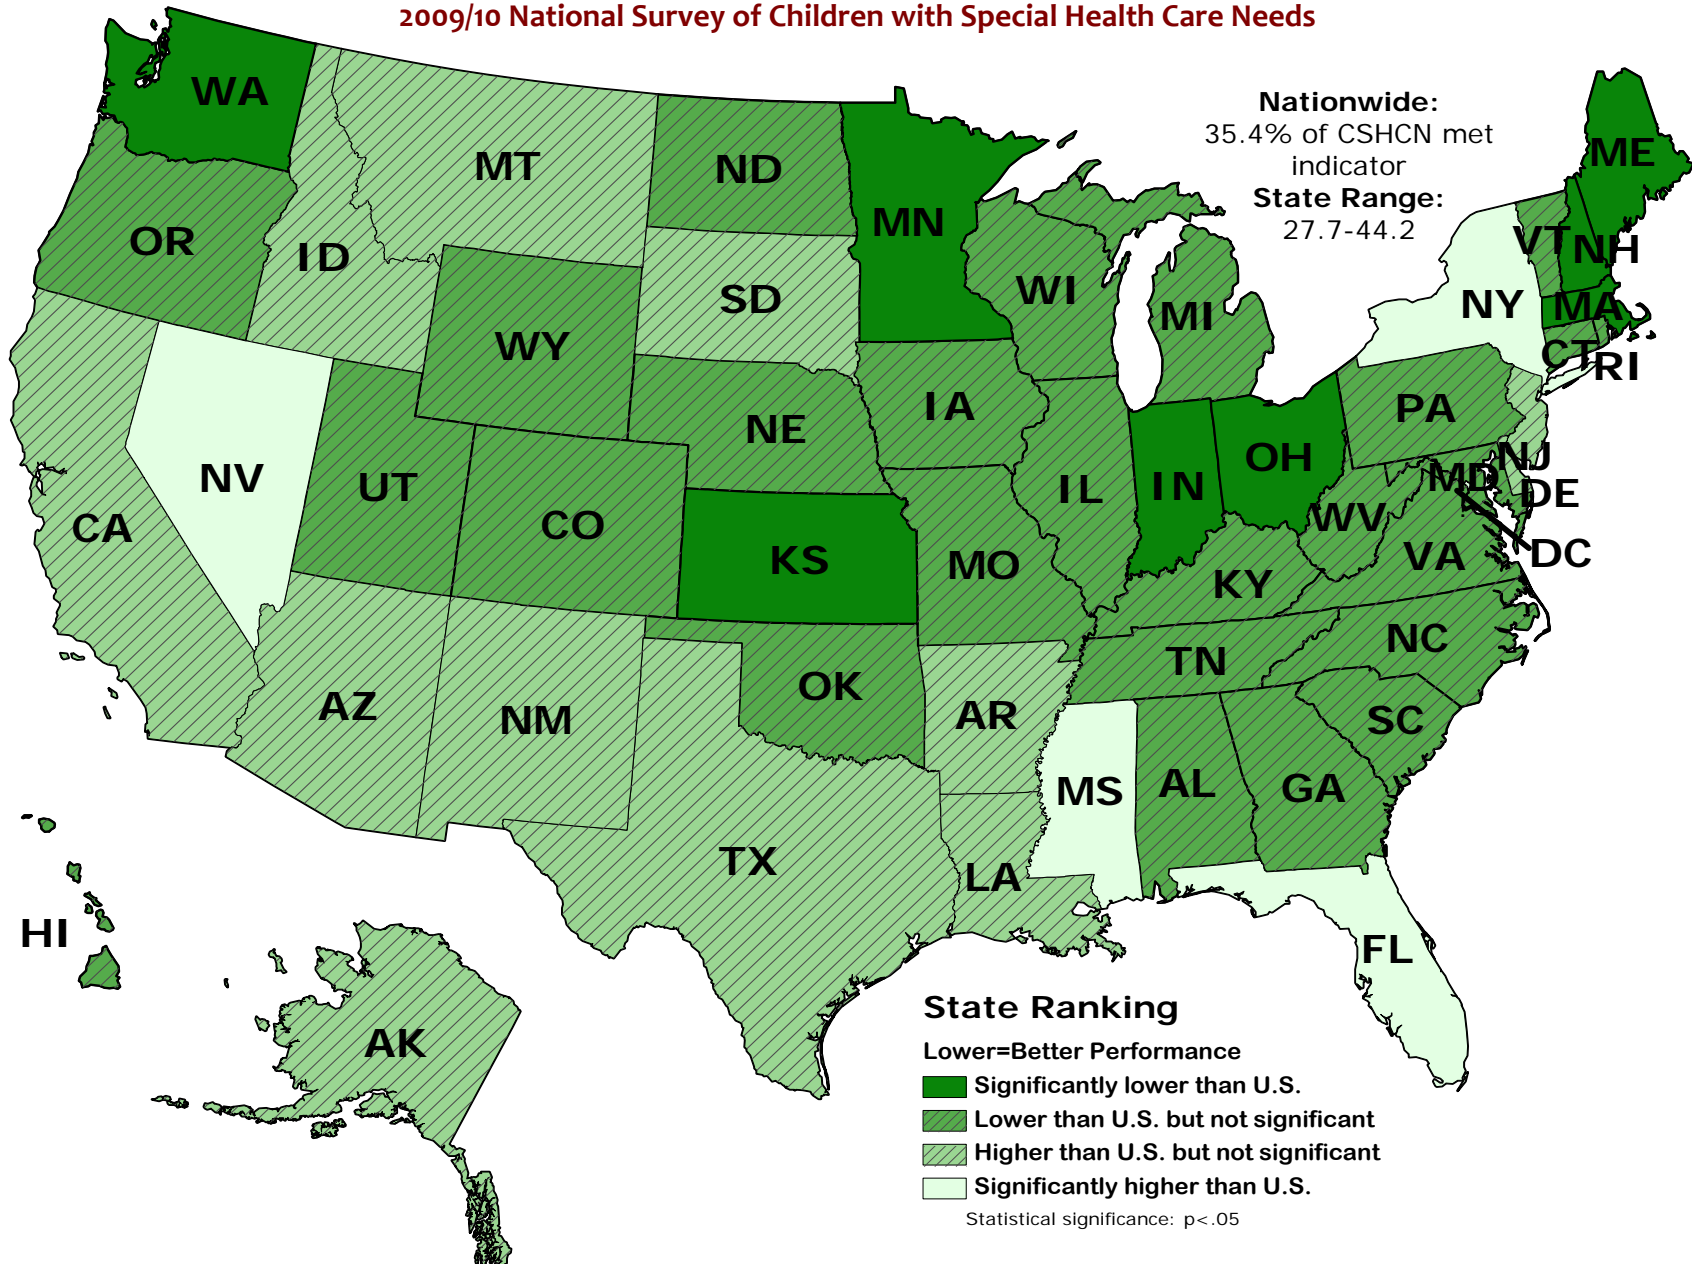 2009/10 National Survey of Children with Special Health Care Needs
Nationwide:
35.4% of CSHCN met
indicator
State Range:
27.7-44.2
WA
MT
ND
MN
ME
OR
ID
SD
WI
MI
NY
VT
NH
MA
CT
RI
WY
NE
IA
PA
NJ
NV
UT
CO
KS
MO
IL
IN
OH
WV
MD
DE
DC
VA
KY
CA
AZ
NM
OK
AR
TN
NC
SC
TX
LA
MS
AL
GA
FL
HI
AK
State Ranking
Lower=Better Performance
Significantly lower than U.S.
Lower than U.S. but not significant
Higher than U.S. but not significant
Significantly higher than U.S.
Statistical significance: p<.05